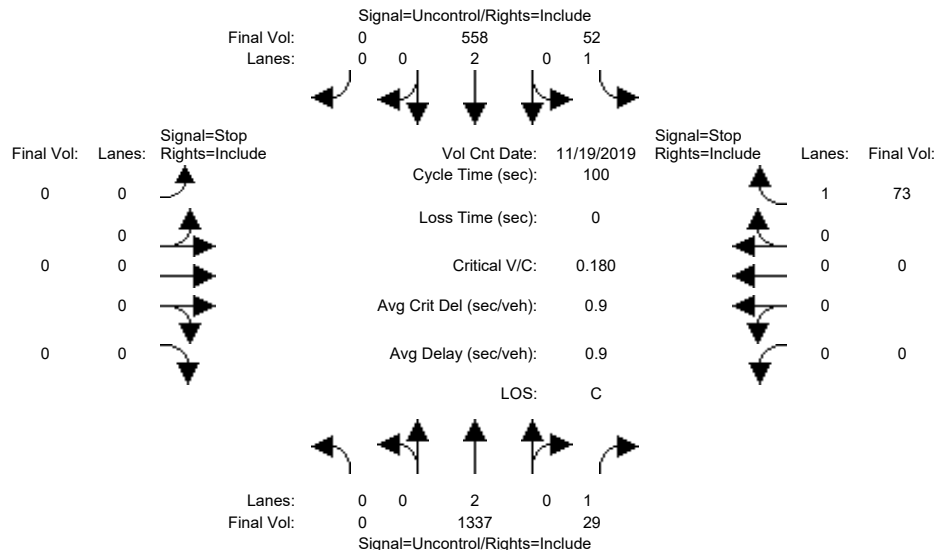 Signal=Uncontrol/Rights=Include
Final Vol: 0 558 52
Lanes: 0 0 2 0 1
Signal=Stop
Final Vol: Lanes: Rights=Include
Vol Cnt Date: 11/19/2019
Signal=Stop
Rights=Include Lanes: Final Vol:
Cycle Time (sec): 100
0 0
1 73
Loss Time (sec): 0
0
0
0 0
Critical V/C: 0.180
0 0
0
Avg Crit Del (sec/veh): 0.9
0
0 0
Avg Delay (sec/veh): 0.9
0 0
LOS: C
Lanes: 0 0 2 0 1
Final Vol: 0 1337 29
Signal=Uncontrol/Rights=Include